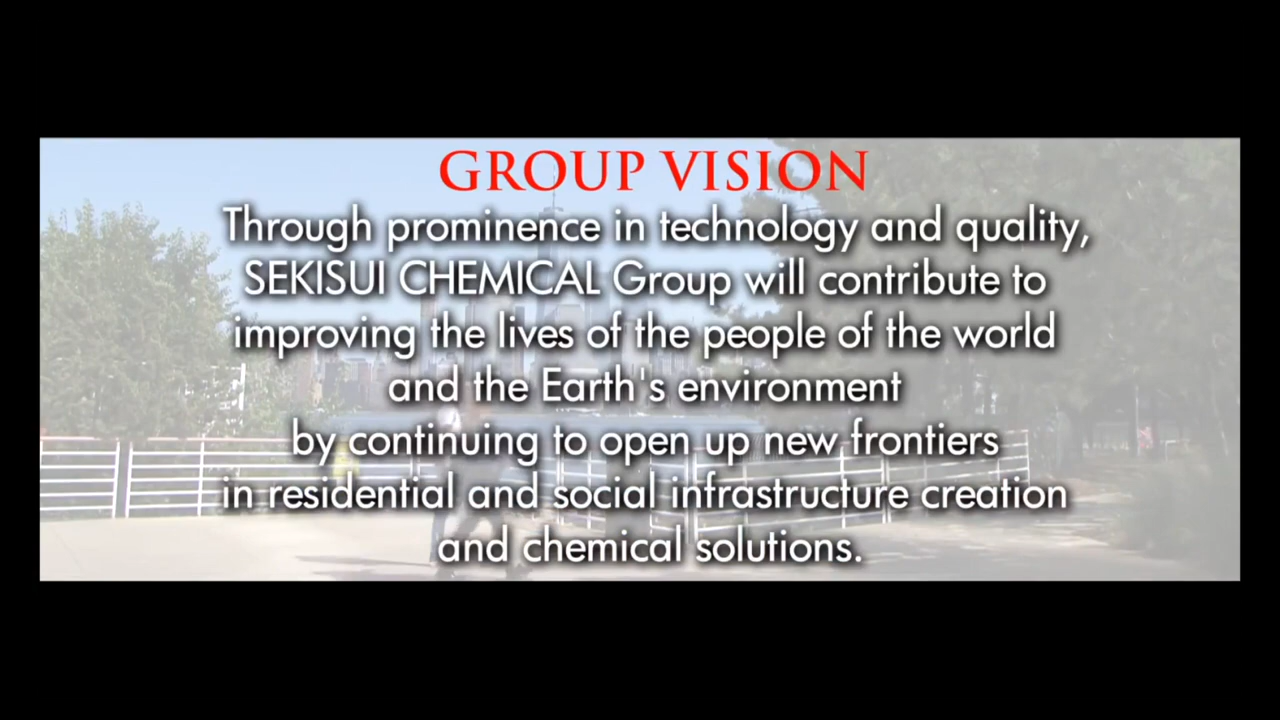 GROUP VISION
Through prominence in technology and quality,
SEKISUI CHEMICAL Group will contribute to
improving the lives of the people of the world
and the Earth's environment
by continuing to open up new frontiers
in residential and social infrastructure creation
and chemical solutions.